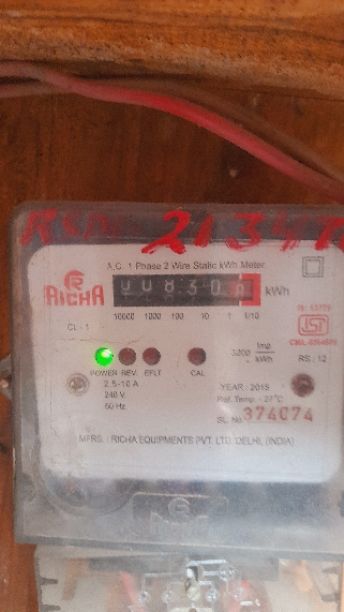 2134
A.C. 1 Phase 2 Wire Static kWh Meter
RICHA
00830
kWh
10000 1000 100 10 1 1/10
CL - 1
ISI
3200 imp/kWh
RS : 12
POWER REV. EFLT CAL
2.5-10 A
240 V
50 Hz
YEAR : 2015
Ref. Temp. - 27°C
SL No. 374074
MFRS. : RICHA EQUIPMENTS PVT. LTD. DELHI, (INDIA)